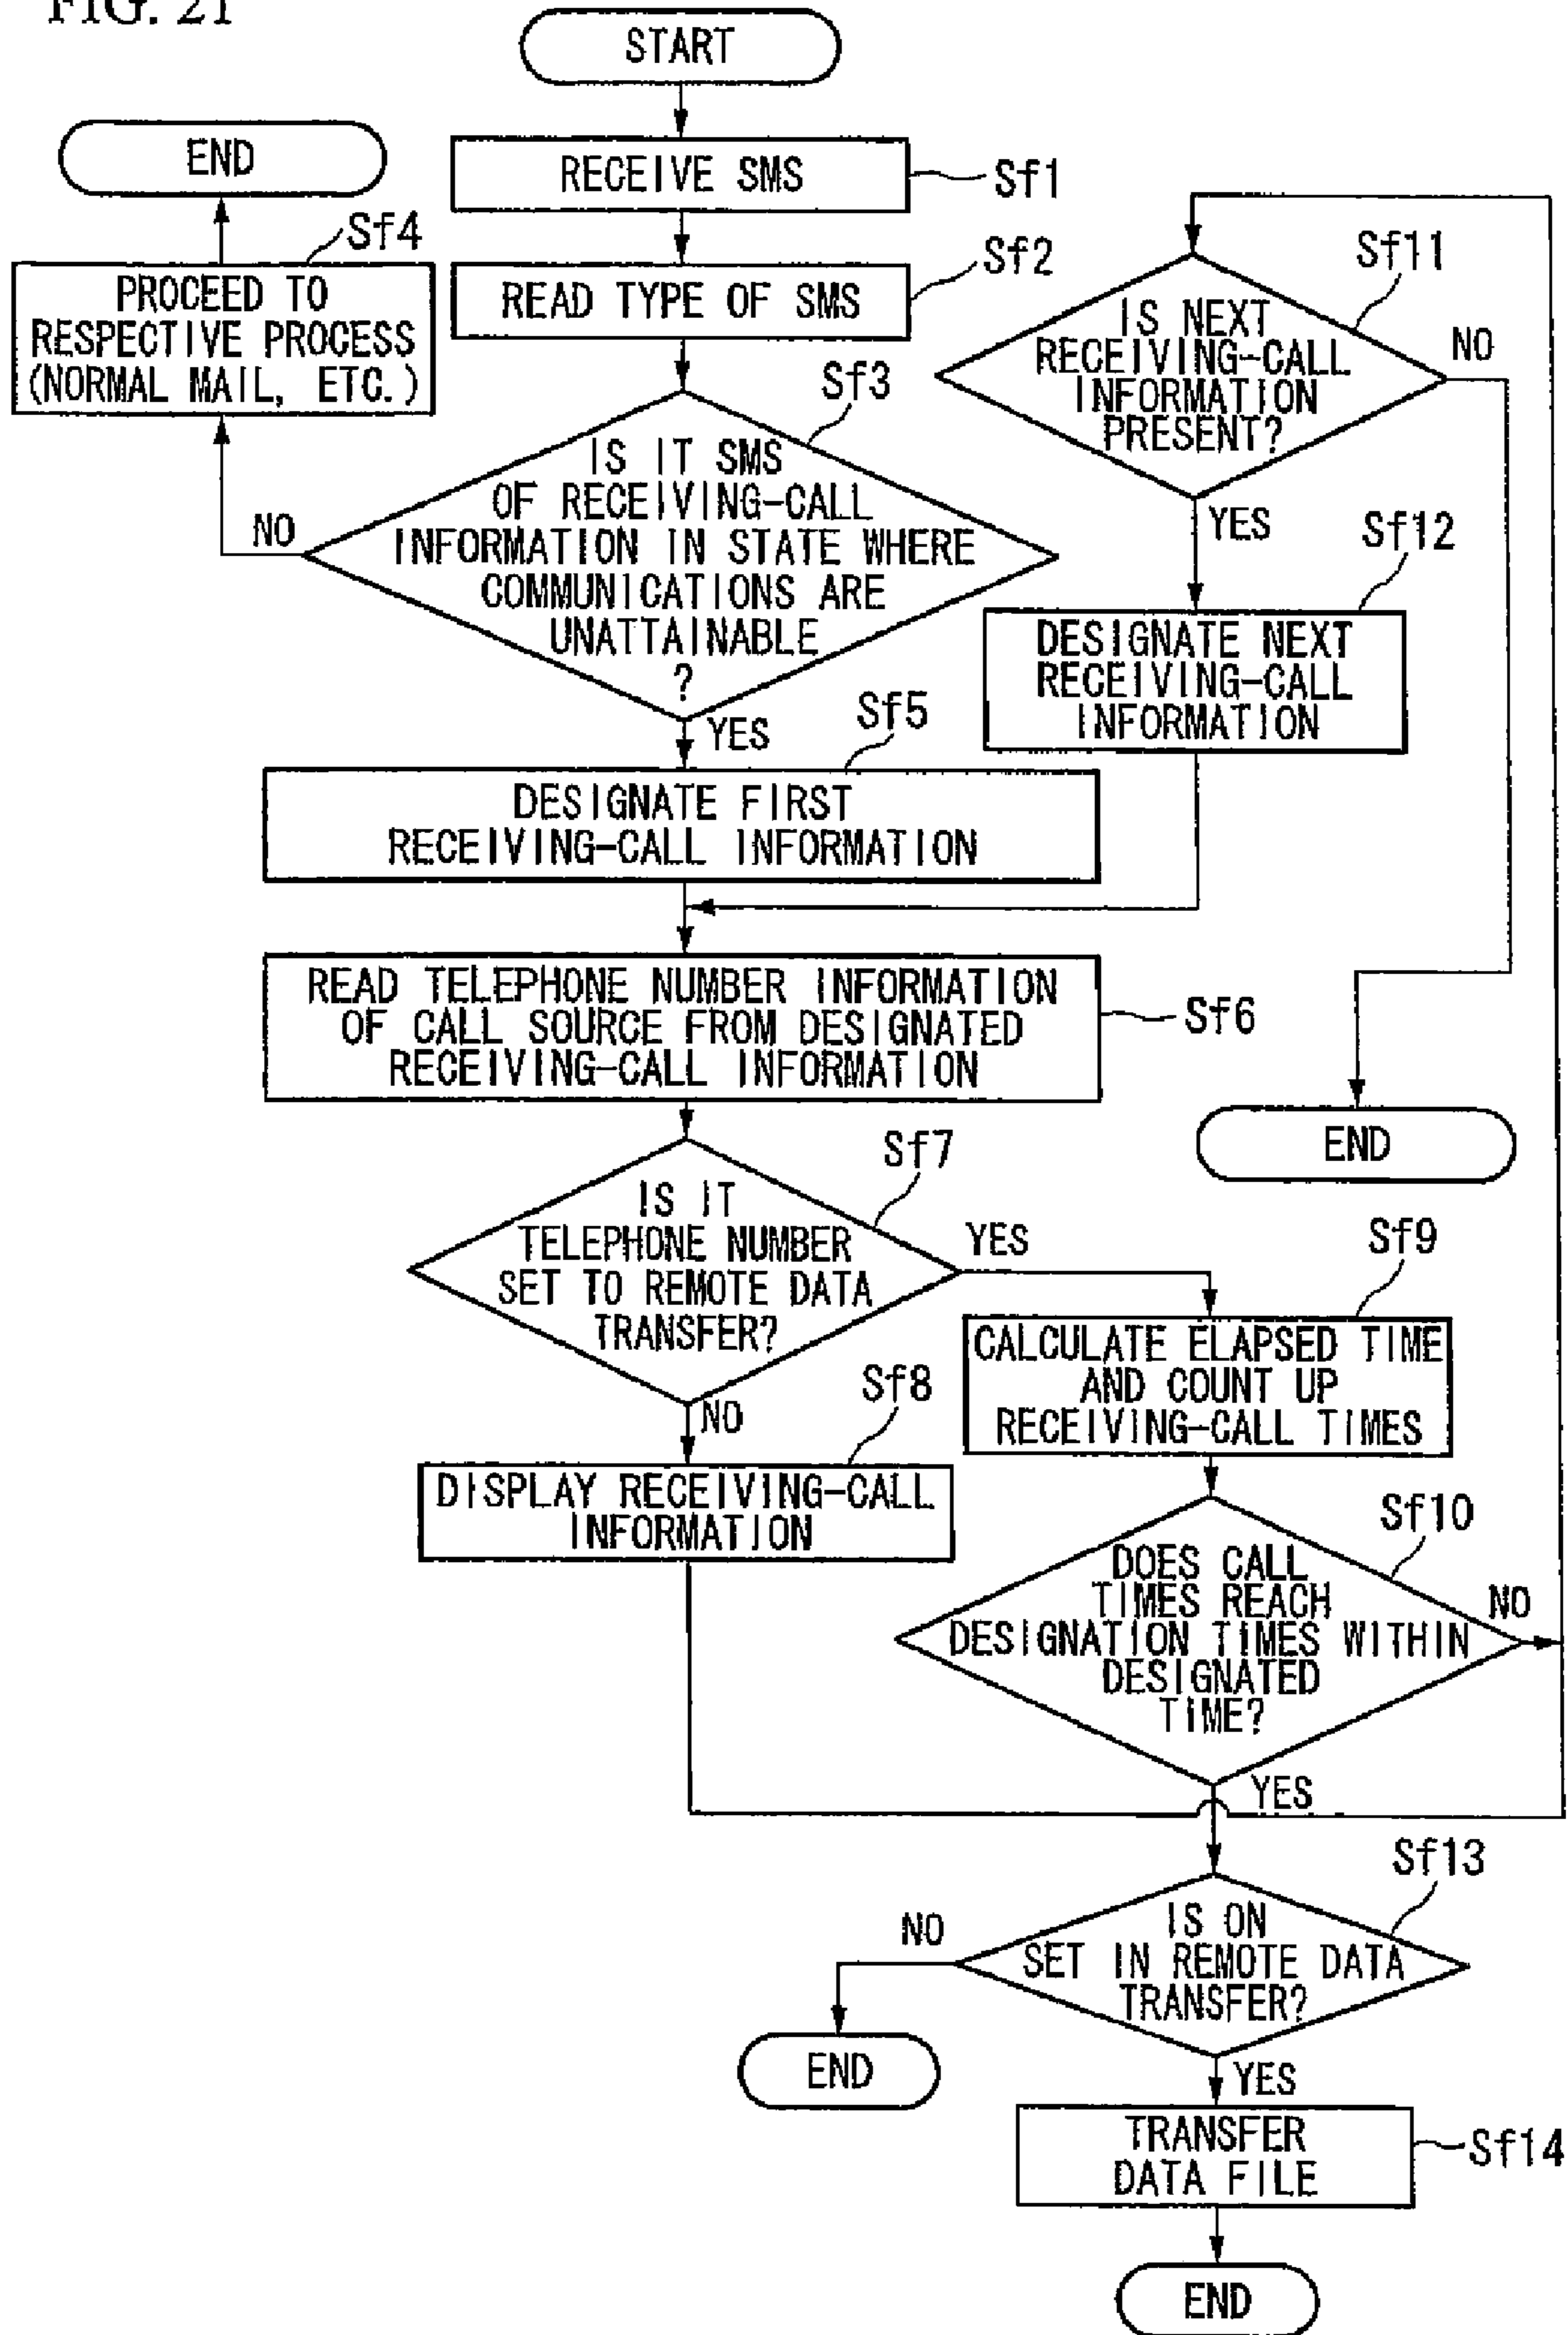 FIG. 21
START
RECEIVE SMS
Sf1
READ TYPE OF SMS
Sf2
IS IT SMS
OF RECEIVING-CALL
INFORMATION IN STATE WHERE
COMMUNICATIONS ARE
UNATTAINABLE
?
Sf3
NO
YES
PROCEED TO
RESPECTIVE PROCESS
(NORMAL MAIL, ETC.)
Sf4
END
DESIGNATE FIRST
RECEIVING-CALL INFORMATION
Sf5
READ TELEPHONE NUMBER INFORMATION
OF CALL SOURCE FROM DESIGNATED
RECEIVING-CALL INFORMATION
Sf6
IS IT
TELEPHONE NUMBER
SET TO REMOTE DATA
TRANSFER?
Sf7
YES
NO
DISPLAY RECEIVING-CALL
INFORMATION
Sf8
CALCULATE ELAPSED TIME
AND COUNT UP
RECEIVING-CALL TIMES
Sf9
DOES CALL
TIMES REACH
DESIGNATION TIMES WITHIN
DESIGNATED
TIME?
Sf10
NO
YES
IS NEXT
RECEIVING-CALL
INFORMATION
PRESENT?
Sf11
NO
YES
DESIGNATE NEXT
RECEIVING-CALL
INFORMATION
Sf12
END
IS ON
SET IN REMOTE DATA
TRANSFER?
Sf13
NO
END
YES
TRANSFER
DATA FILE
Sf14
END